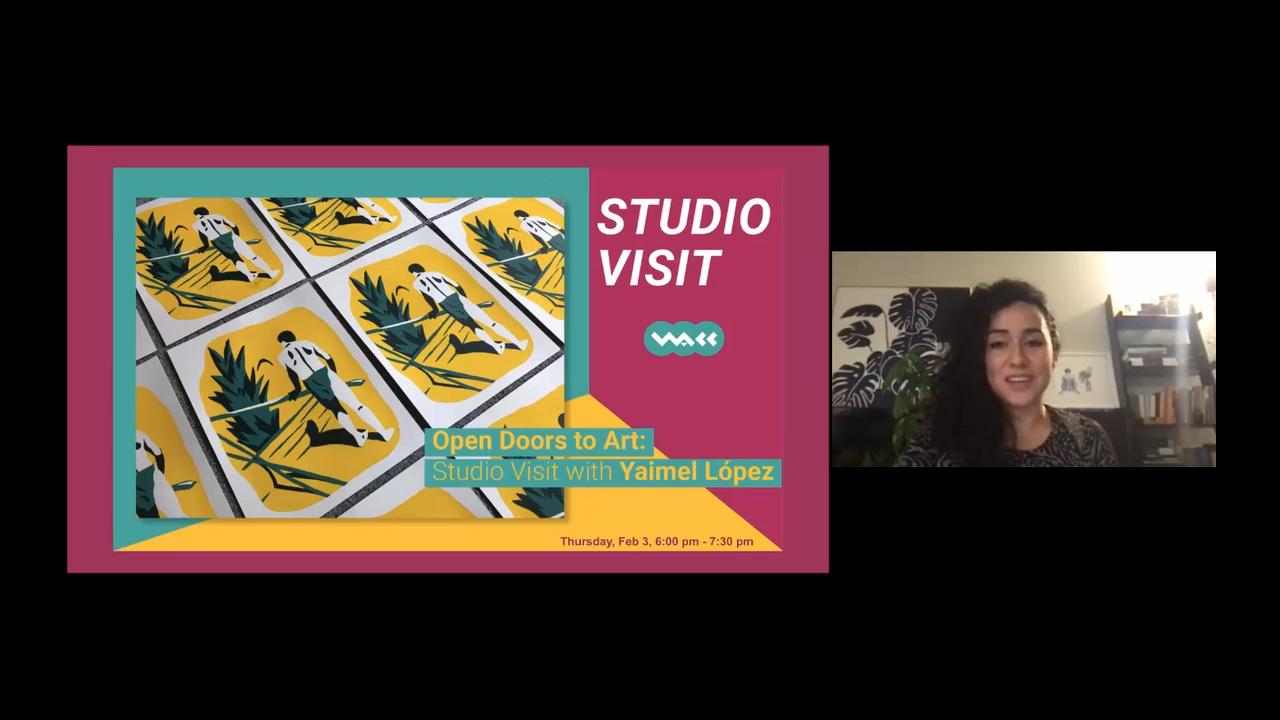 STUDIO
VISIT
WACC
Open Doors to Art:
Studio Visit with Yaimel López
Thursday, Feb 3, 6:00 pm - 7:30 pm